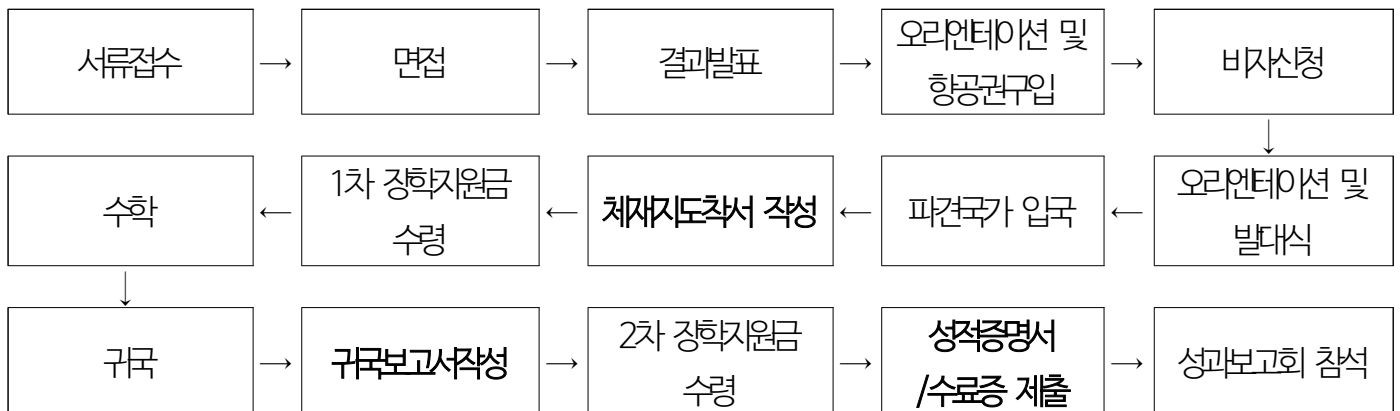 서류접수 → 면접 → 결과발표 → 오리엔테이션 및 항공권구입 → 비자신청
↓
수학 ← 1차 장학지원금 수령 ← 체재지도착서 작성 ← 파견국가 입국 ← 오리엔테이션 및 발대식
↓
귀국 → 귀국보고서작성 → 2차 장학지원금 수령 → 성적증명서 /수료증 제출 → 성과보고회 참석